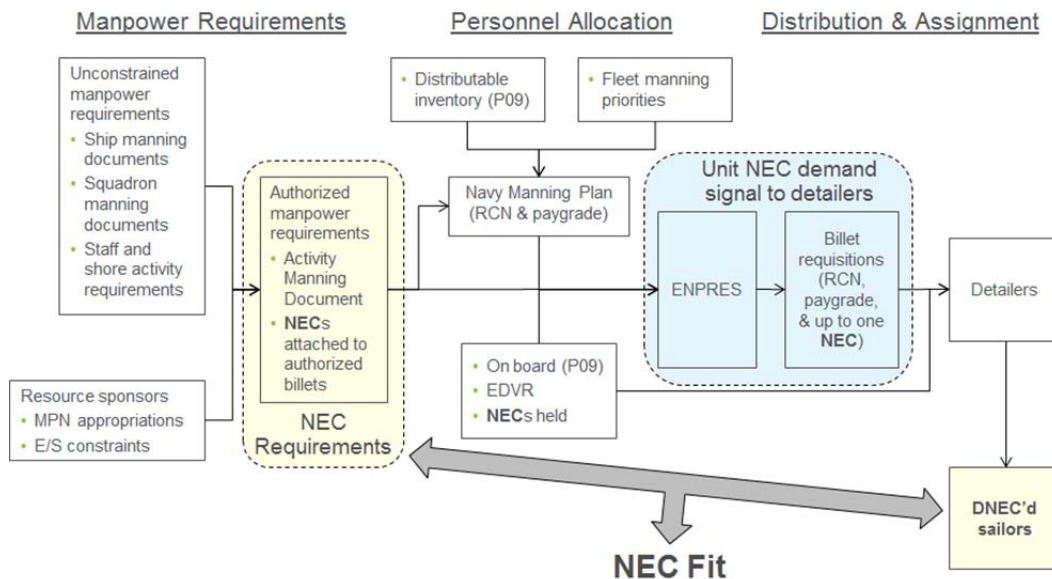 Manpower Requirements
Personnel Allocation
Distribution & Assignment
Unconstrained
manpower
requirements
• Ship manning
documents
• Squadron
manning
documents
• Staff and
shore activity
requirements
Resource sponsors
• MPN appropriations
• E/S constraints
Authorized
manpower
requirements
• Activity
Manning
Document
• NECs
attached to
authorized
billets
NEC
Requirements
• Distributable
inventory (P09)
• Fleet manning
priorities
Navy Manning Plan
(RCN & paygrade)
• On board (P09)
• EDVR
• NECs held
Unit NEC demand
signal to detailers
ENPRES
Billet
requisitions
(RCN,
paygrade,
& up to one
NEC)
Detailers
DNEC'd
sailors
NEC Fit